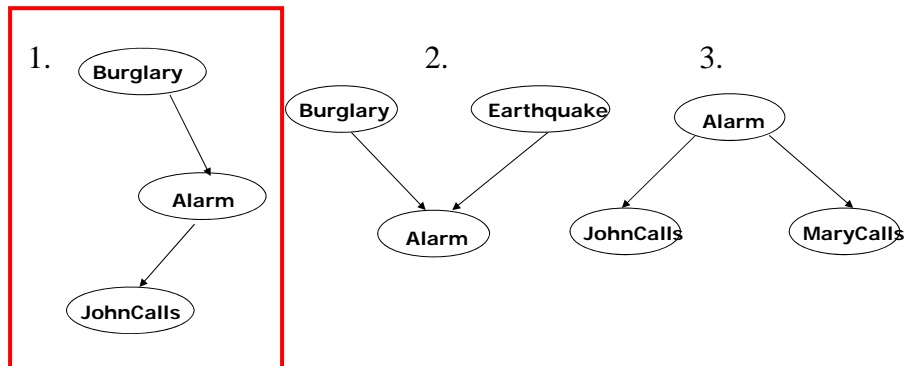 1.
Burglary
Alarm
JohnCalls
2.
Burglary
Earthquake
Alarm
3.
Alarm
JohnCalls
MaryCalls